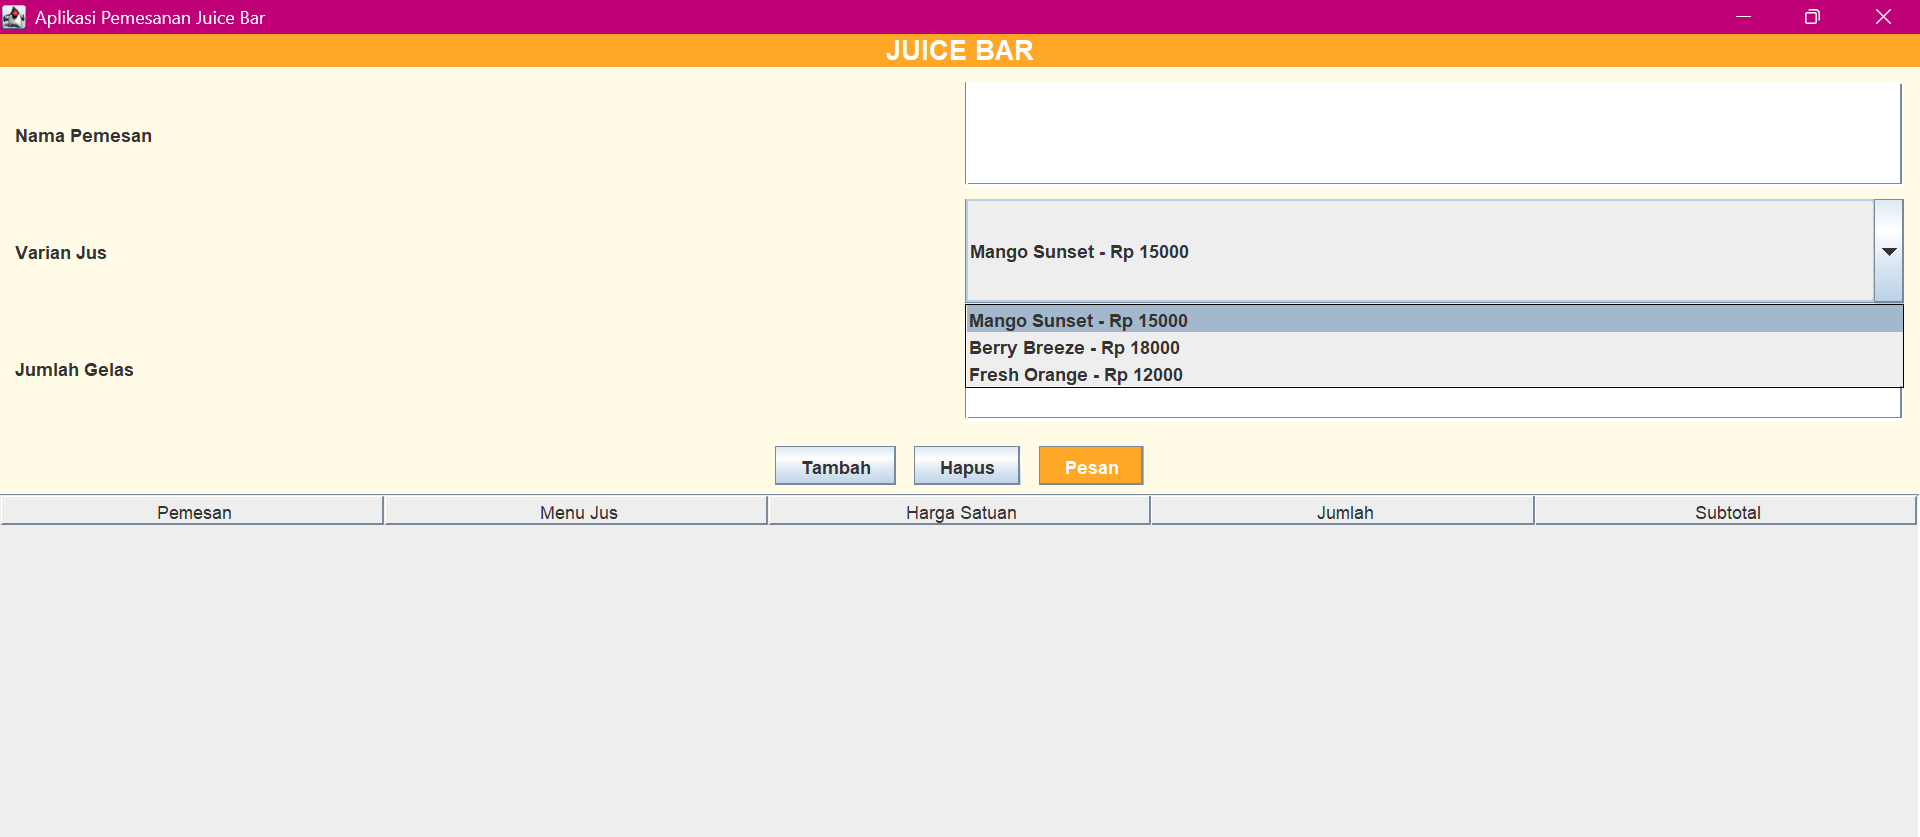 Aplikasi Pemesanan Juice Bar
JUICE BAR
Nama Pemesan
Varian Jus
Mango Sunset - Rp 15000
Mango Sunset - Rp 15000
Berry Breeze - Rp 18000
Fresh Orange - Rp 12000
Jumlah Gelas
Tambah Hapus Pesan
Pemesan Menu Jus Harga Satuan Jumlah Subtotal